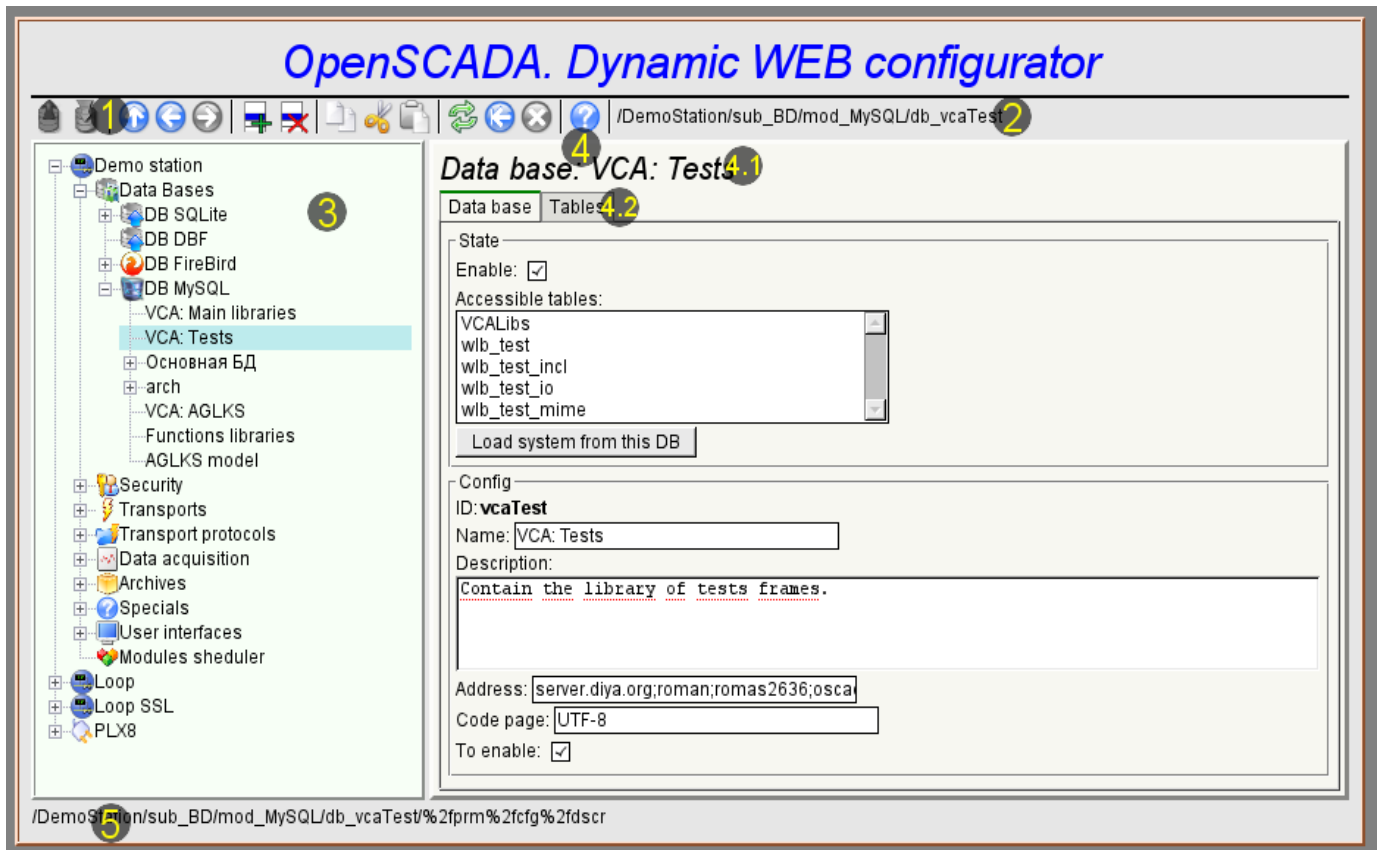 OpenSCADA. Dynamic WEB configurator
1
/DemoStation/sub_BD/mod_MySQL/db_vcaTest
2
Demo station
Data Bases
DB SQLite
DB DBF
DB FireBird
DB MySQL
VCA: Main libraries
VCA: Tests
Основная БД
arch
VCA: AGLKS
Functions libraries
AGLKS model
Security
Transports
Transport protocols
Data acquisition
Archives
Specials
User interfaces
Modules sheduler
Loop
Loop SSL
PLX8
3
4
Data base: VCA: Tests
4.1
Data base
Tables
4.2
State
Enable:
Accessible tables:
VCALibs
wlb_test
wlb_test_incl
wlb_test_io
wlb_test_mime
Load system from this DB
Config
ID: vcaTest
Name: VCA: Tests
Description:
Contain the library of tests frames.
Address: server.diya.org;roman;romas2636;osca
Code page: UTF-8
To enable:
/DemoStation/sub_BD/mod_MySQL/db_vcaTest/%2fprm%2fcfg%2fdscr
5